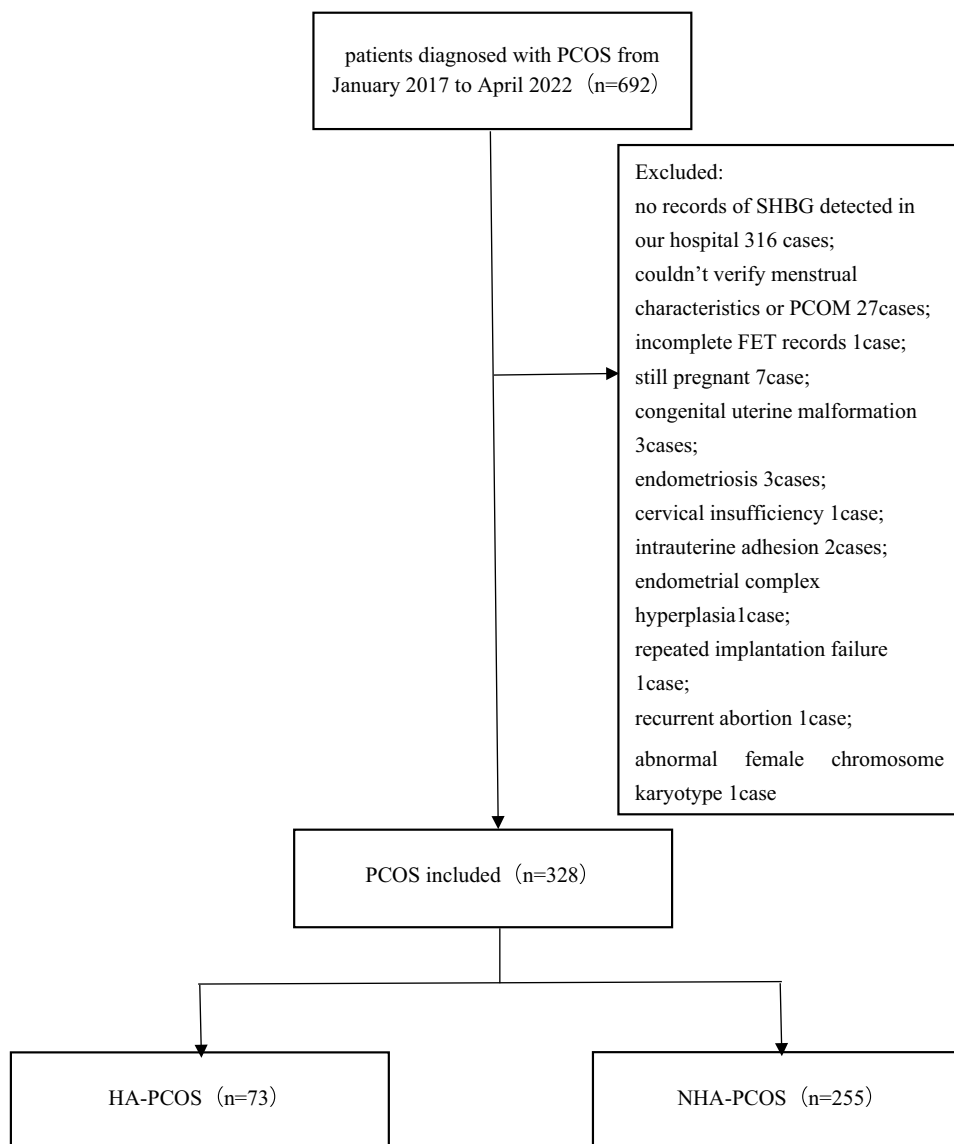 patients diagnosed with PCOS from
January 2017 to April 2022（n=692）
Excluded:
no records of SHBG detected in
our hospital 316 cases;
couldn’t verify menstrual
characteristics or PCOM 27cases;
incomplete FET records 1case;
still pregnant 7case;
congenital uterine malformation
3cases;
endometriosis 3cases;
cervical insufficiency 1case;
intrauterine adhesion 2cases;
endometrial complex
hyperplasia1case;
repeated implantation failure
1case;
recurrent abortion 1case;
abnormal female chromosome
karyotype 1case
PCOS included（n=328）
HA-PCOS（n=73）
NHA-PCOS（n=255）